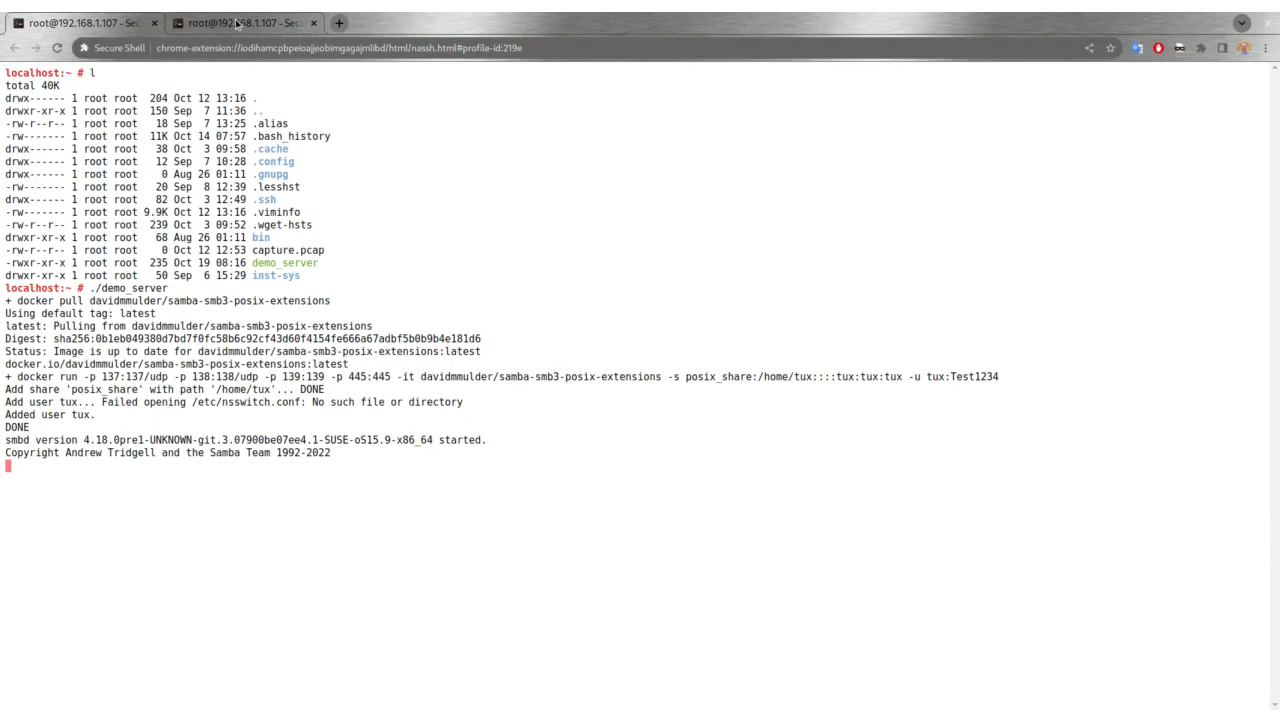 root@192.168.1.107 - Sec
root@192.168.1.107 - Sec
Secure Shell
chrome-extension://iodihamcpbpeioajjeobimgagajmlibd/html/nassh.html#profile-id:219e
localhost:~ # l
total 40K
drwx------ 1 root root  204 Oct 12 13:16 .
drwxr-xr-x 1 root root  150 Sep  7 11:36 ..
-rw-r--r-- 1 root root   18 Sep  7 13:25 .alias
-rw------- 1 root root  11K Oct 14 07:57 .bash_history
drwx------ 1 root root   38 Oct  3 09:58 .cache
drwx------ 1 root root   12 Sep  7 10:28 .config
drwx------ 1 root root    0 Aug 26 01:11 .gnupg
-rw------- 1 root root   20 Sep  8 12:39 .lesshst
drwx------ 1 root root   82 Oct  3 12:49 .ssh
-rw------- 1 root root 9.9K Oct 12 13:16 .viminfo
-rw-r--r-- 1 root root  239 Oct  3 09:52 .wget-hsts
drwxr-xr-x 1 root root   68 Aug 26 01:11 bin
-rw-r--r-- 1 root root    0 Oct 12 12:53 capture.pcap
-rwxr-xr-x 1 root root  235 Oct 19 08:16 demo_server
drwxr-xr-x 1 root root   50 Sep  6 15:29 inst-sys
localhost:~ # ./demo_server
+ docker pull davidmmulder/samba-smb3-posix-extensions
Using default tag: latest
latest: Pulling from davidmmulder/samba-smb3-posix-extensions
Digest: sha256:0b1eb049380d7bd7f0fc58b6c92cf43d60f4154fe666a67adbf5b0b9b4e181d6
Status: Image is up to date for davidmmulder/samba-smb3-posix-extensions:latest
docker.io/davidmmulder/samba-smb3-posix-extensions:latest
+ docker run -p 137:137/udp -p 138:138/udp -p 139:139 -p 445:445 -it davidmmulder/samba-smb3-posix-extensions -s posix_share:/home/tux::::tux:tux:tux -u tux:Test1234
Add share 'posix_share' with path '/home/tux'... DONE
Add user tux... Failed opening /etc/nsswitch.conf: No such file or directory
Added user tux.
DONE
smbd version 4.18.0pre1-UNKNOWN-git.3.07900be07ee4.1-SUSE-oS15.9-x86_64 started.
Copyright Andrew Tridgell and the Samba Team 1992-2022